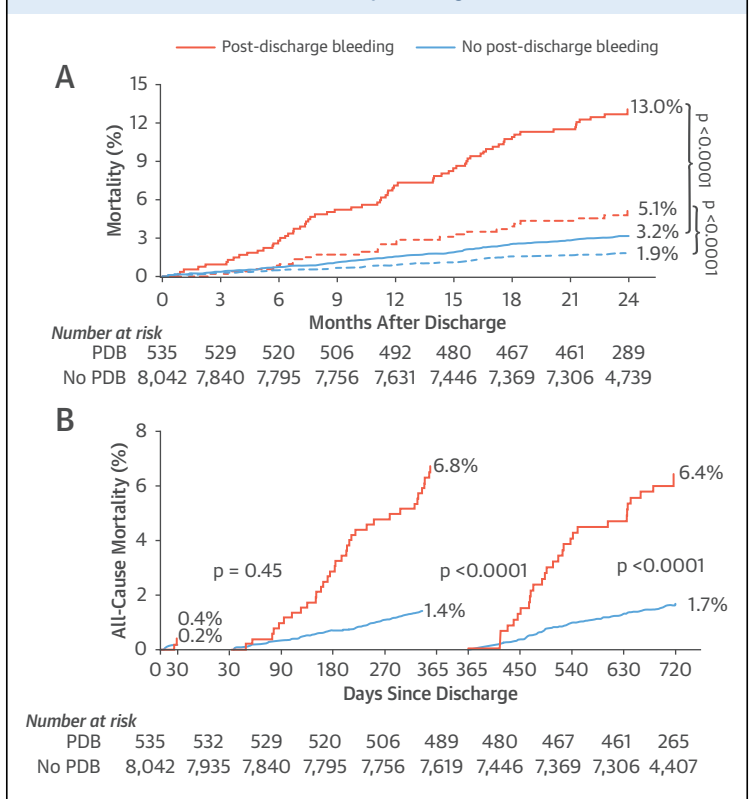 Post-discharge bleeding No post-discharge bleeding
A
Mortality (%)
15
12
9
6
3
0
13.0%
5.1%
3.2%
1.9%
p <0.0001
p <0.0001
0 3 6 9 12 15 18 21 24
Months After Discharge
Number at risk
PDB 535 529 520 506 492 480 467 461 289
No PDB 8,042 7,840 7,795 7,756 7,631 7,446 7,369 7,306 4,739
B
All-Cause Mortality (%)
8
6
4
2
0
6.8%
6.4%
p = 0.45
p <0.0001
p <0.0001
0.4%
0.2%
1.4%
1.7%
0 30 30 90 180 270 365 365 450 540 630 720
Days Since Discharge
Number at risk
PDB 535 532 529 520 506 489 480 467 461 265
No PDB 8,042 7,935 7,840 7,795 7,756 7,619 7,446 7,369 7,306 4,407